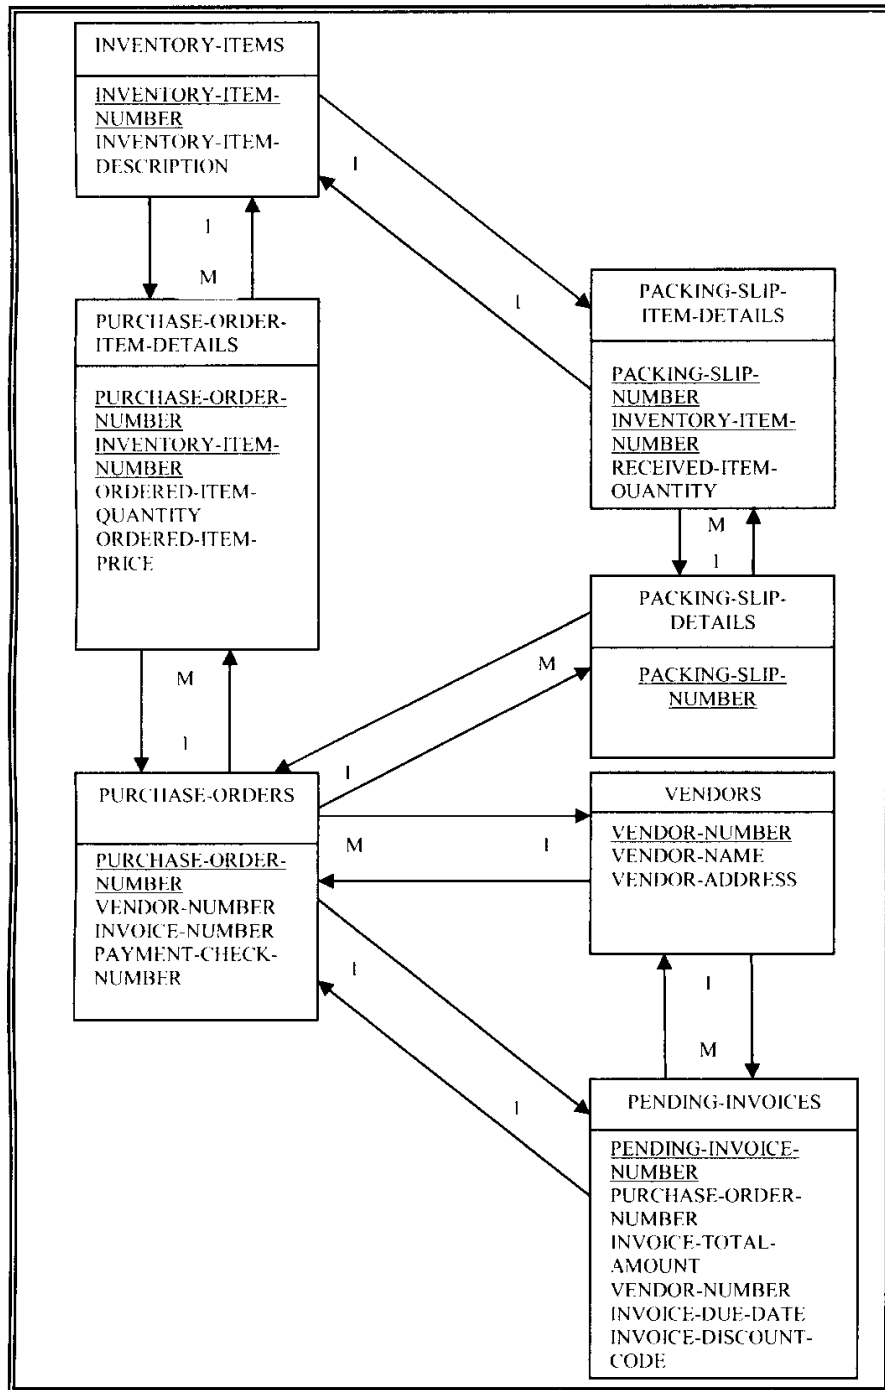 INVENTORY-ITEMS
INVENTORY-ITEM-
NUMBER
INVENTORY-ITEM-
DESCRIPTION
1
1
1
M
PACKING-SLIP-
ITEM-DETAILS
PACKING-SLIP-
NUMBER
INVENTORY-ITEM-
NUMBER
RECEIVED-ITEM-
QUANTITY
PURCHASE-ORDER-
ITEM-DETAILS
PURCHASE-ORDER-
NUMBER
INVENTORY-ITEM-
NUMBER
ORDERED-ITEM-
QUANTITY
ORDERED-ITEM-
PRICE
M
1
PACKING-SLIP-
DETAILS
PACKING-SLIP-
NUMBER
M
1
M
1
PURCHASE-ORDERS
PURCHASE-ORDER-
NUMBER
VENDOR-NUMBER
INVOICE-NUMBER
PAYMENT-CHECK-
NUMBER
M
1
VENDORS
VENDOR-NUMBER
VENDOR-NAME
VENDOR-ADDRESS
1
1
1
M
PENDING-INVOICES
PENDING-INVOICE-
NUMBER
PURCHASE-ORDER-
NUMBER
INVOICE-TOTAL-
AMOUNT
VENDOR-NUMBER
INVOICE-DUE-DATE
INVOICE-DISCOUNT-
CODE